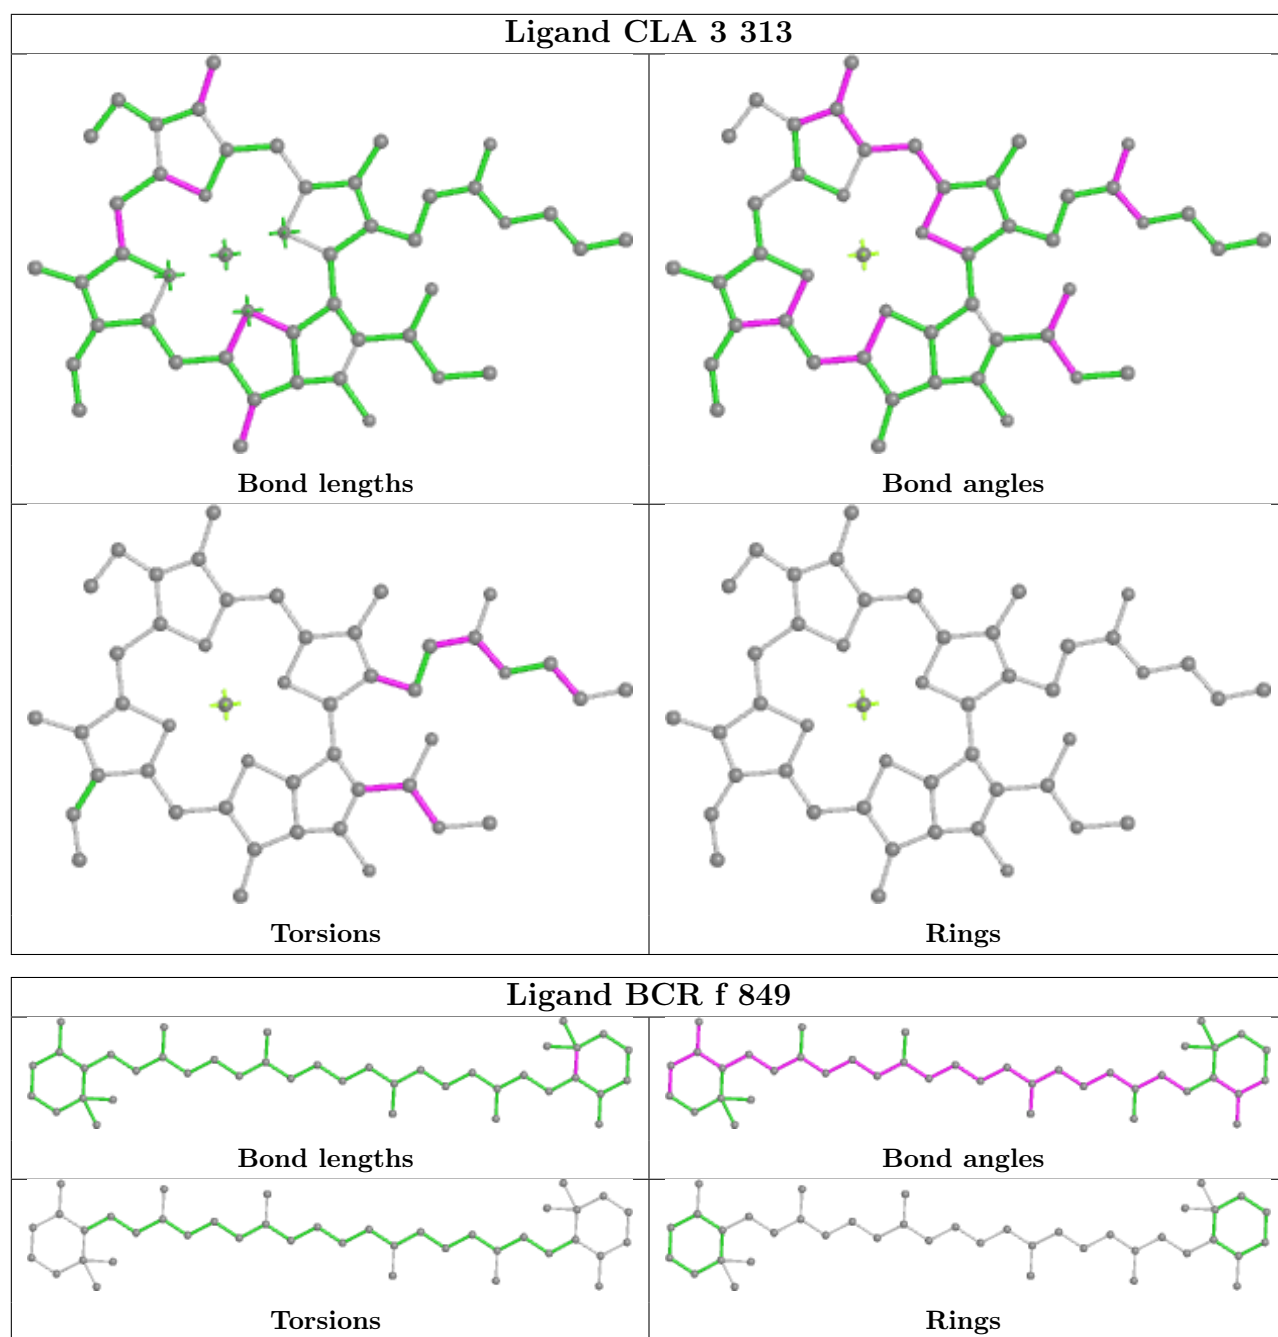 Ligand CLA 3 313
Bond lengths
Bond angles
Torsions
Rings
Ligand BCR f 849
Bond lengths
Bond angles
Torsions
Rings